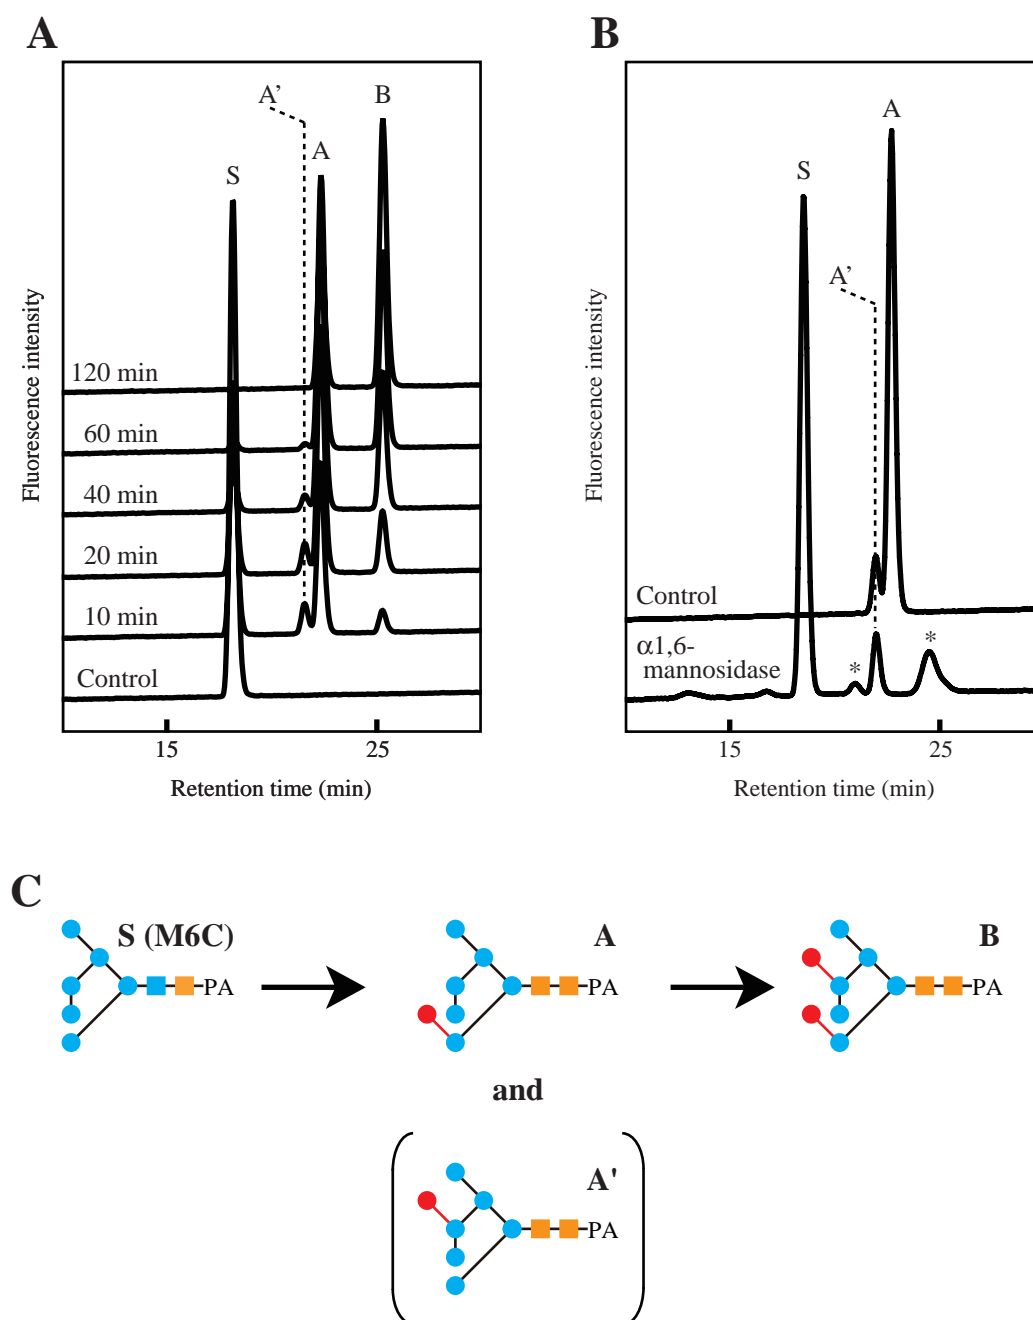 A
B
A’
B
A
S
120 min
60 min
40 min
20 min
10 min
Control
Fluorescence intensity
15
25
Retention time (min)
A
S
A’
Control
α1,6-
mannosidase
*
*
Fluorescence intensity
15
25
Retention time (min)
C
S (M6C)
A
B
PA
PA
PA
and
A'
PA